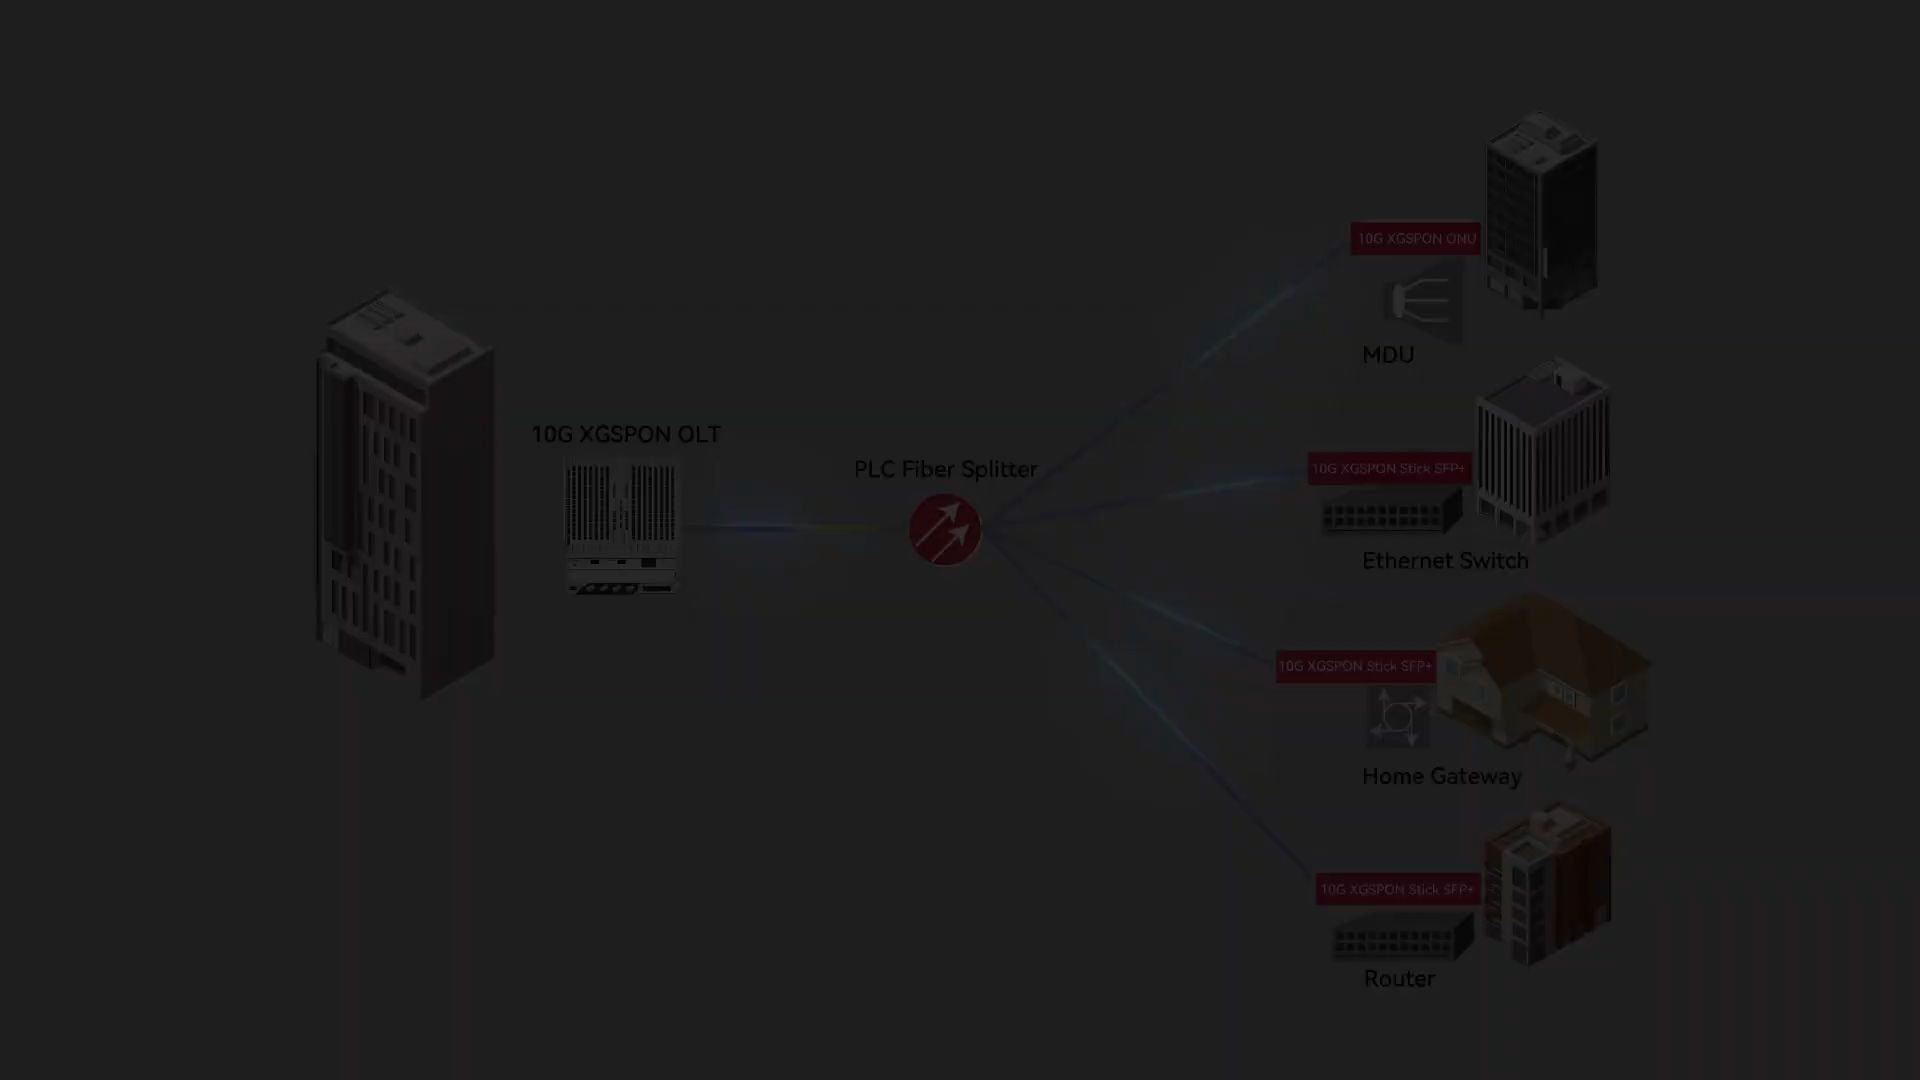 10G XGSPON ONU
MDU
10G XGSPON OLT
PLC Fiber Splitter
10G XGSPON Stick SFP+
Ethernet Switch
10G XGSPON Stick SFP+
Home Gateway
10G XGSPON Stick SFP+
Router